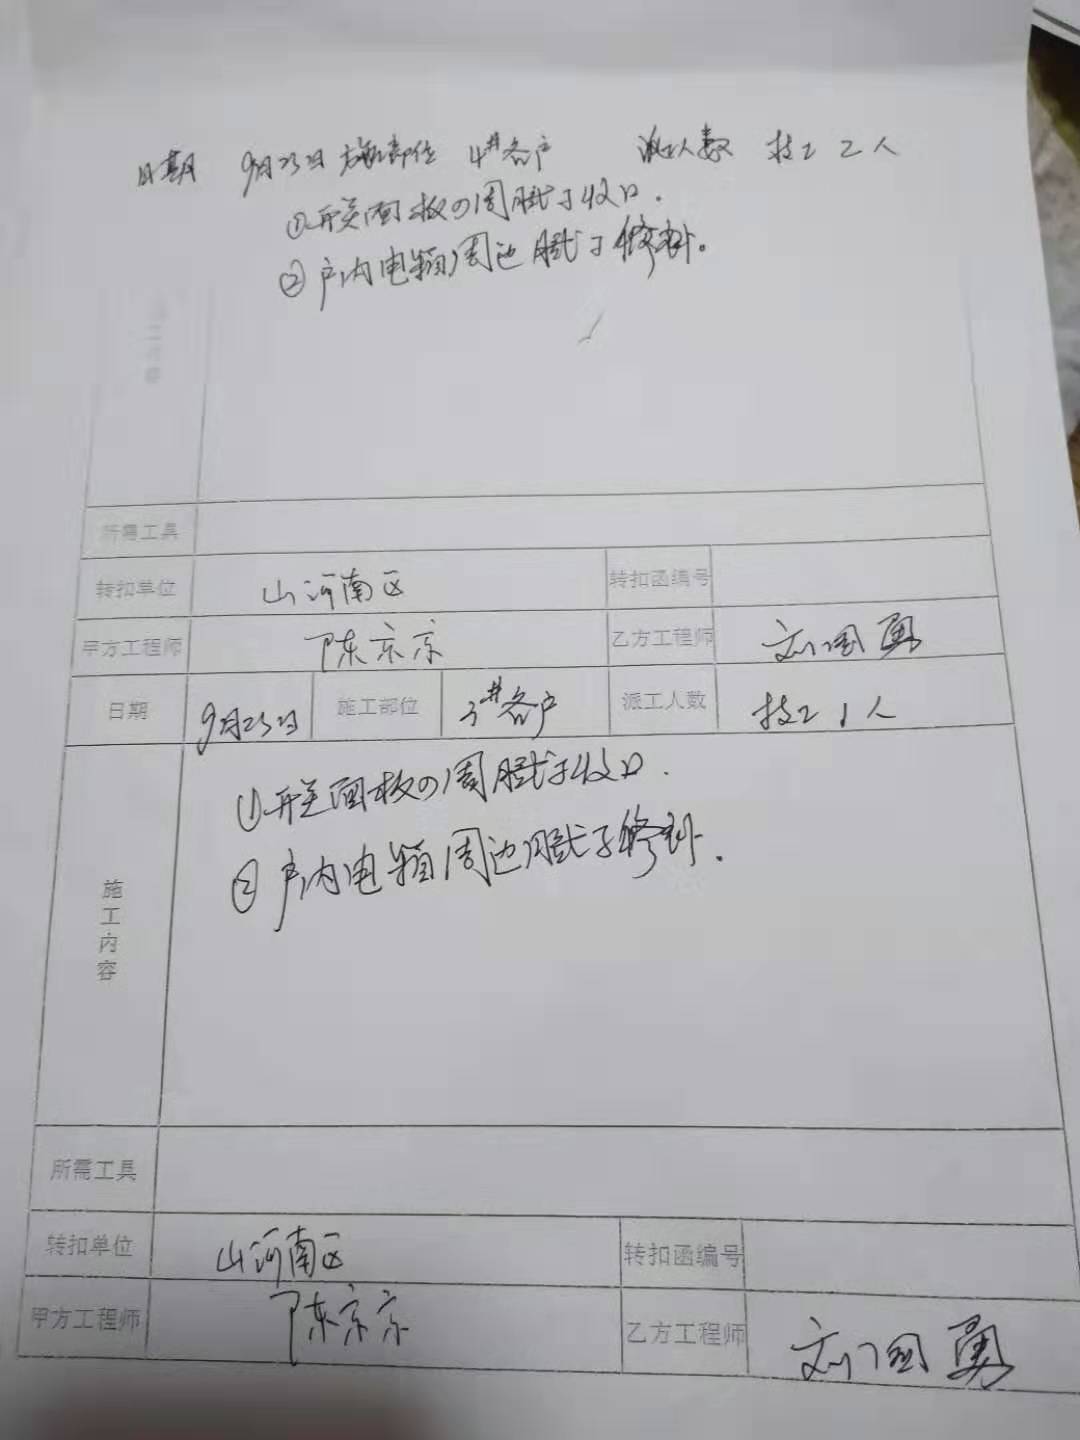 日期 9月23日 施工部位 4#各户 派工人数 技工 2人
①开关面板四周腻子收口.
②户内电箱周边腻子修补。
所需工具
转扣单位 山河南区 转扣函编号
甲方工程师 陈京京 乙方工程师 刘国勇
日期 9月23日 施工部位 3#各户 派工人数 技工 1人
①开关面板四周腻子收口.
②户内电箱周边腻子修补.
施工内容
所需工具
转扣单位 山河南区 转扣函编号
甲方工程师 陈京京 乙方工程师 刘国勇